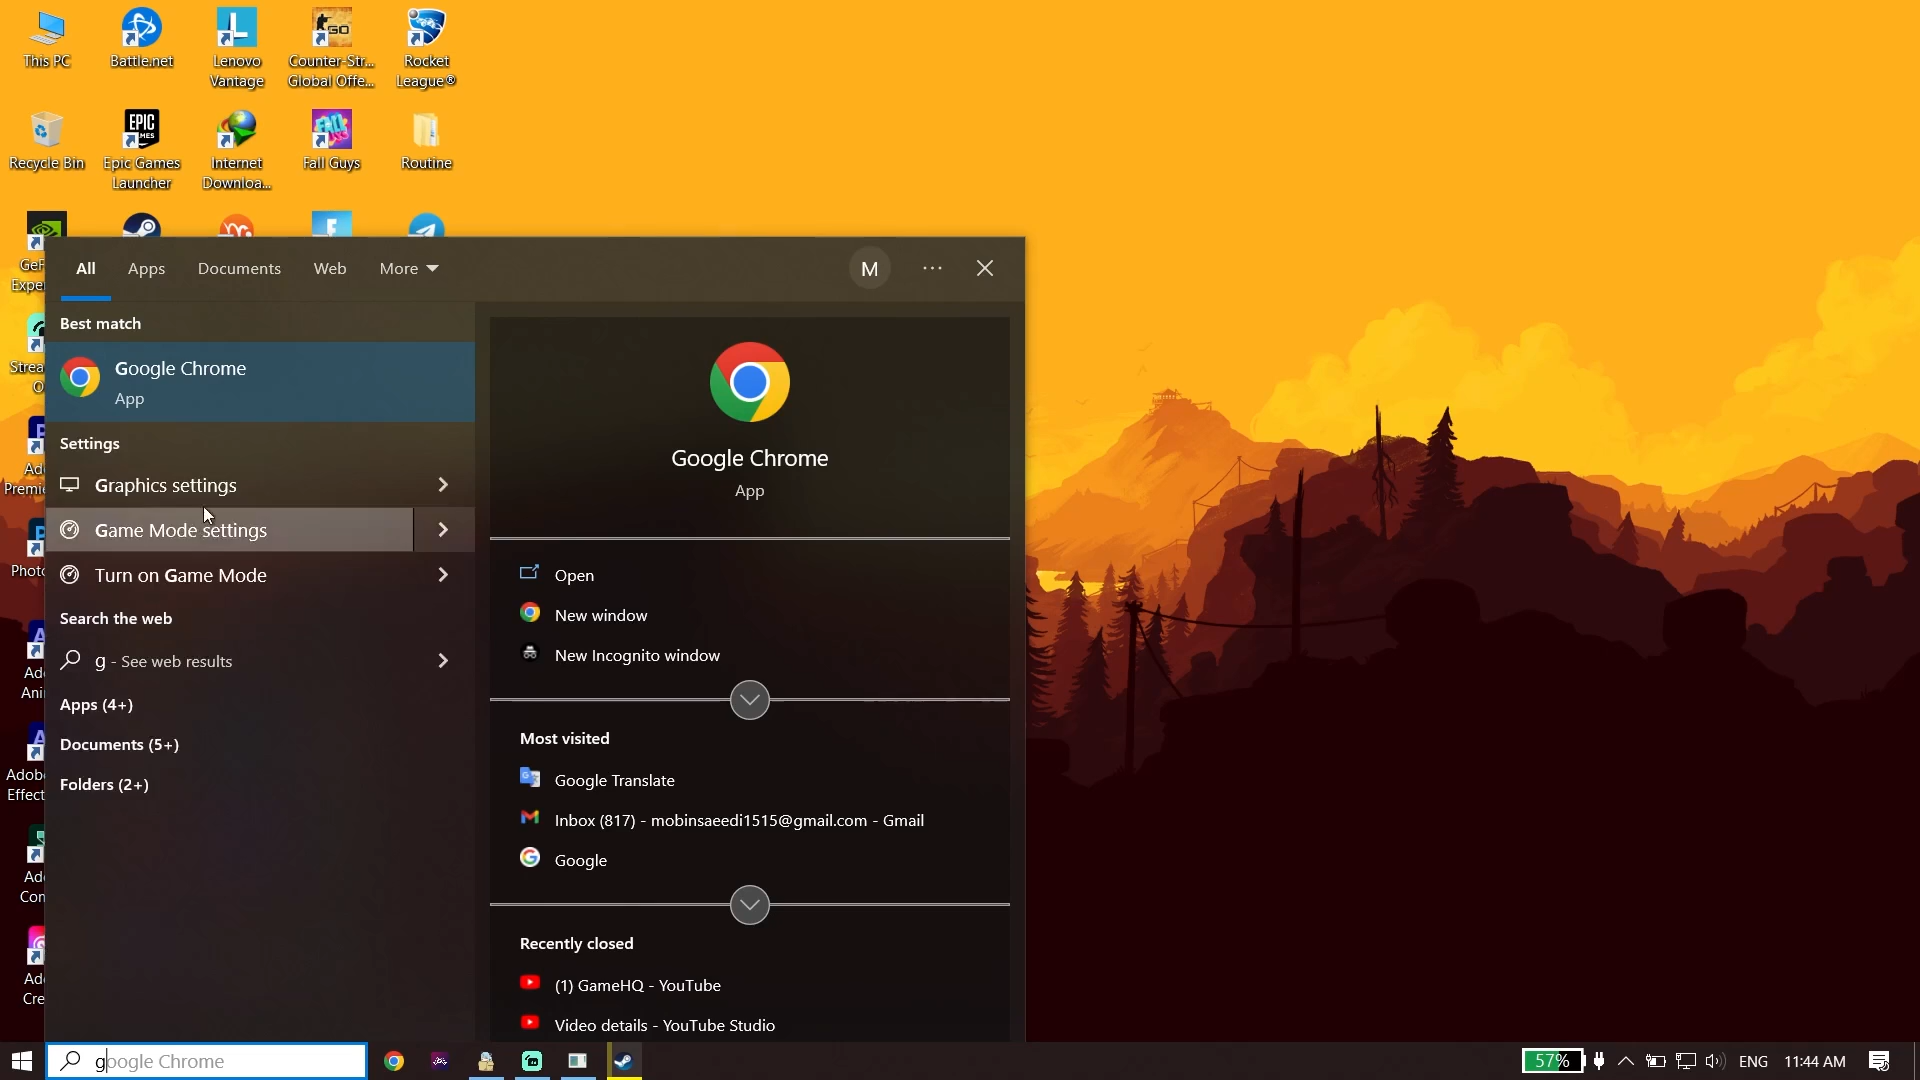 This PC
Battle.net
Lenovo
Vantage
Counter-Str...
Global Offe...
Rocket
League®
Recycle Bin
Epic Games
Launcher
Internet
Downloa...
Fall Guys
Routine
GeF
Exper
Strea
O
Ad
Premie
Photo
Ad
Ani
Adob
Effect
Ad
Con
Ad
Cre
All
Apps
Documents
Web
More
M
Best match
Google Chrome
App
Settings
Graphics settings
Game Mode settings
Turn on Game Mode
Search the web
g - See web results
Apps (4+)
Documents (5+)
Folders (2+)
Google Chrome
App
Open
New window
New Incognito window
Most visited
Google Translate
Inbox (817) - mobinsaeedi1515@gmail.com - Gmail
Google
Recently closed
(1) GameHQ - YouTube
Video details - YouTube Studio
google Chrome
57%
ENG
11:44 AM